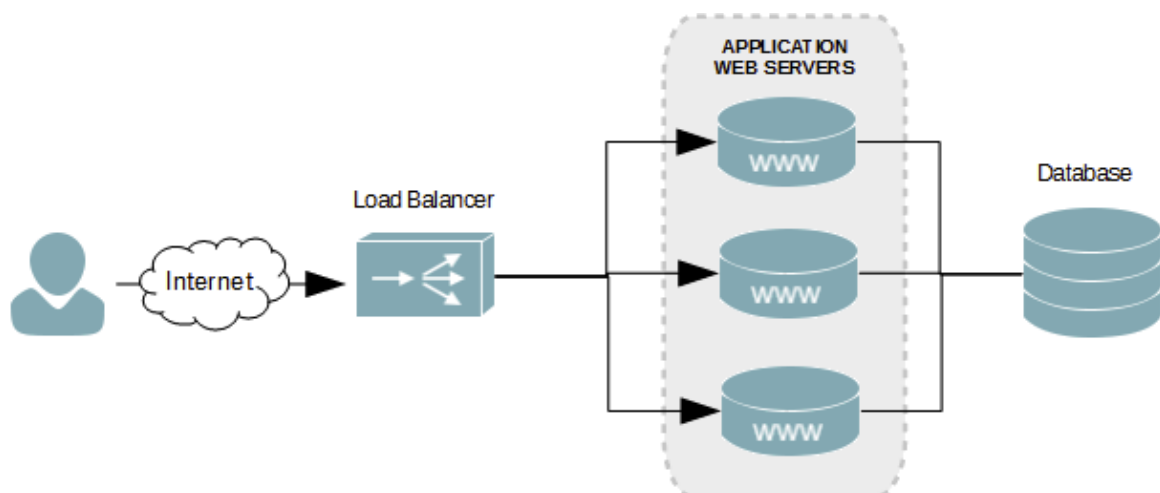 APPLICATION
WEB SERVERS
WWW
Database
Load Balancer
Internet
WWW
WWW